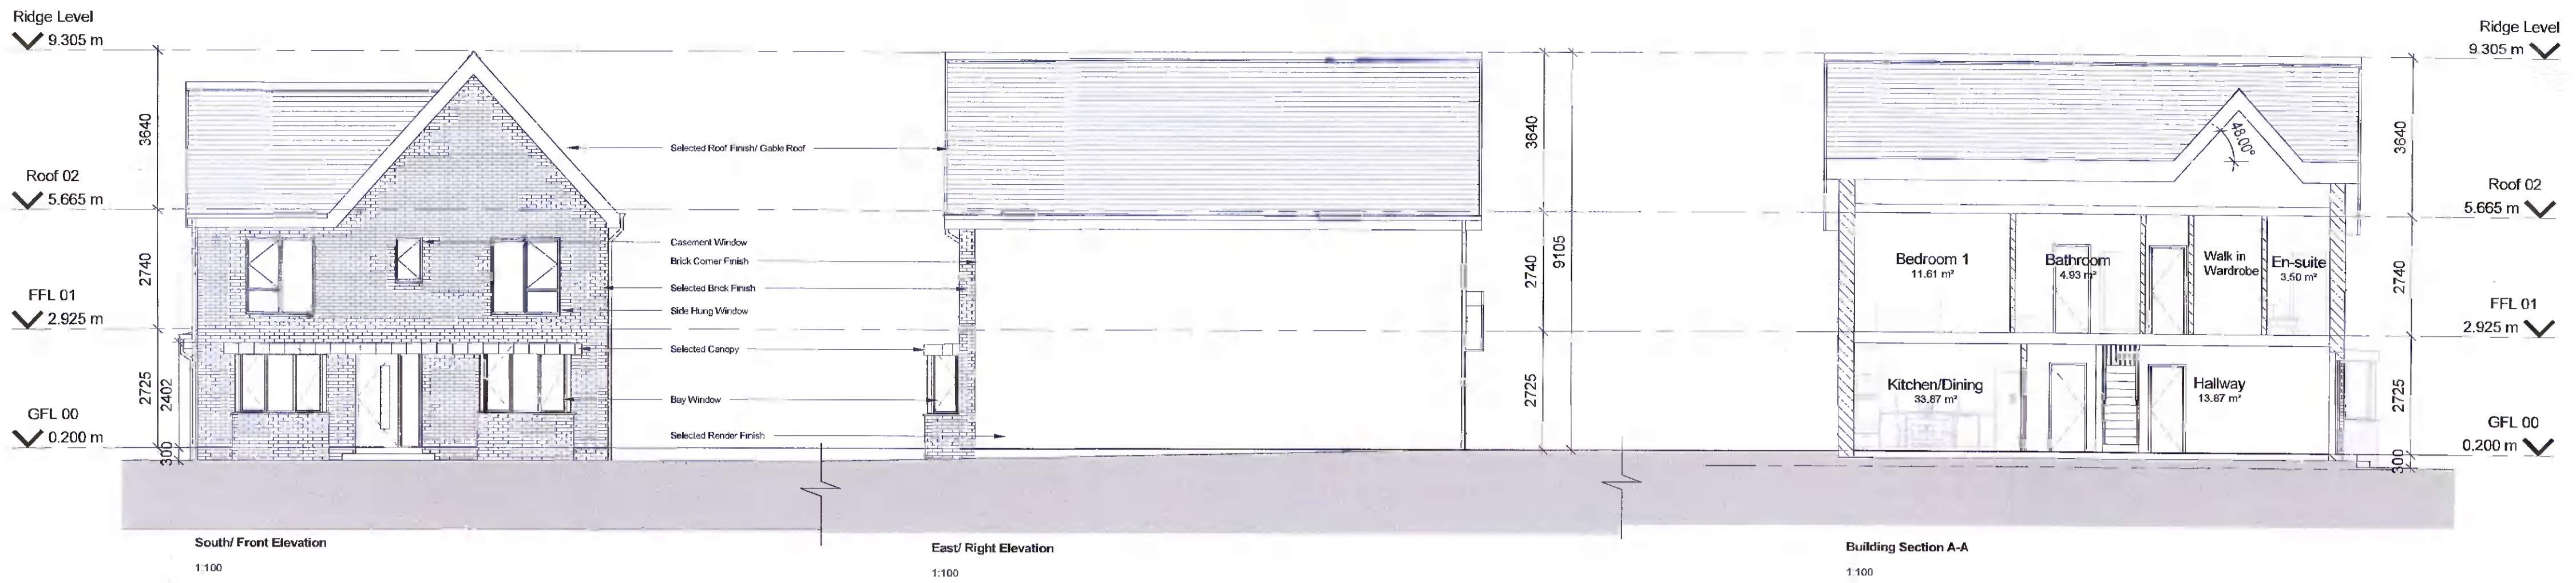 Ridge Level
9.305 m
Roof 02
5.665 m
FFL 01
2.925 m
GFL 00
0.200 m
3640
2740
2725
2402
300
South/ Front Elevation
1:100
Selected Roof Finish/ Gable Roof
Casement Window
Brick Corner Finish
Selected Brick Finish
Side Hung Window
Selected Canopy
Bay Window
Selected Render Finish
3640
2740
9105
2725
East/ Right Elevation
1:100
48.00°
Bedroom 1
11.61 m²
Bathroom
4.93 m²
Walk in
Wardrobe
En-suite
3.50 m²
Kitchen/Dining
33.87 m²
Hallway
13.87 m²
3640
2740
2725
300
Building Section A-A
1:100
Ridge Level
9.305 m
Roof 02
5.665 m
FFL 01
2.925 m
GFL 00
0.200 m